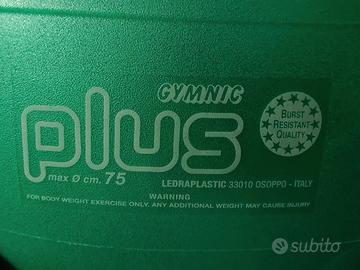 GYMNIC
plus
BURST
RESISTANT
QUALITY
max Ø cm. 75
LEDRAPLASTIC 33010 OSOPPO - ITALY
WARNING
FOR BODY WEIGHT EXERCISE ONLY. ANY ADDITIONAL WEIGHT MAY CAUSE INJURY
subito